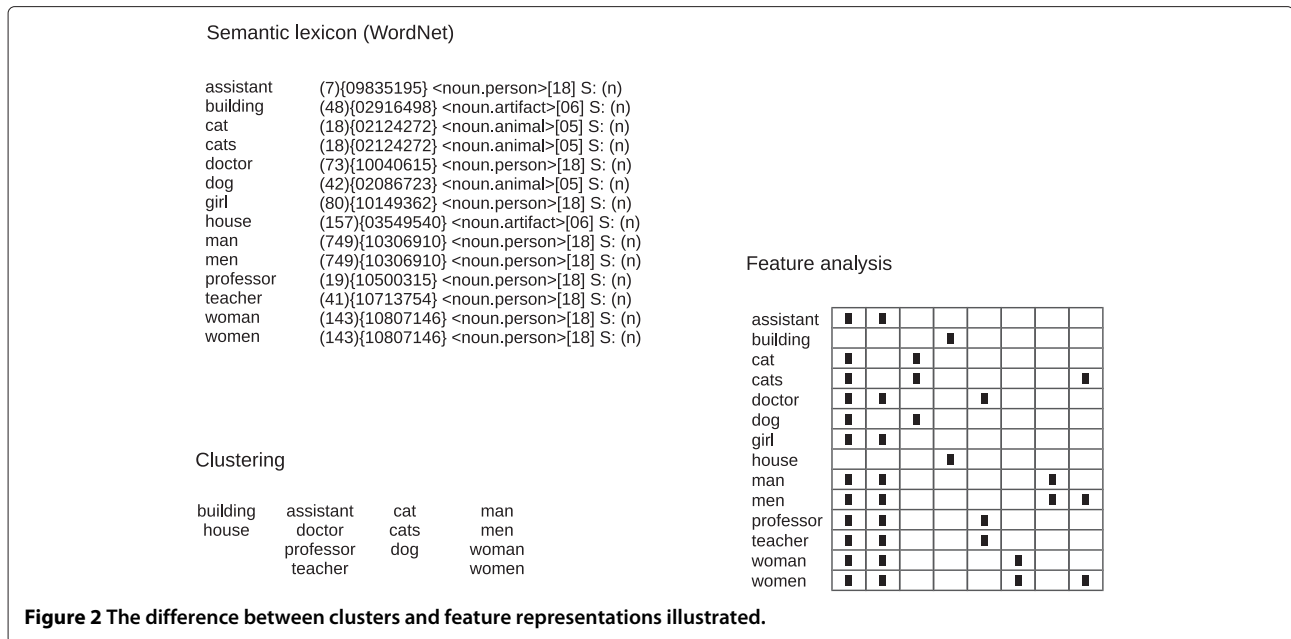 Semantic lexicon (WordNet)
assistant (7){09835195} <noun.person>[18] S: (n)
building (48){02916498} <noun.artifact>[06] S: (n)
cat (18){02124272} <noun.animal>[05] S: (n)
cats (18){02124272} <noun.animal>[05] S: (n)
doctor (73){10040615} <noun.person>[18] S: (n)
dog (42){02086723} <noun.animal>[05] S: (n)
girl (80){10149362} <noun.person>[18] S: (n)
house (157){03549540} <noun.artifact>[06] S: (n)
man (749){10306910} <noun.person>[18] S: (n)
men (749){10306910} <noun.person>[18] S: (n)
professor (19){10500315} <noun.person>[18] S: (n)
teacher (41){10713754} <noun.person>[18] S: (n)
woman (143){10807146} <noun.person>[18] S: (n)
women (143){10807146} <noun.person>[18] S: (n)
Clustering
building assistant cat man
house doctor cats men
professor dog woman
teacher women
Feature analysis
assistant
building
cat
cats
doctor
dog
girl
house
man
men
professor
teacher
woman
women
Figure 2 The difference between clusters and feature representations illustrated.